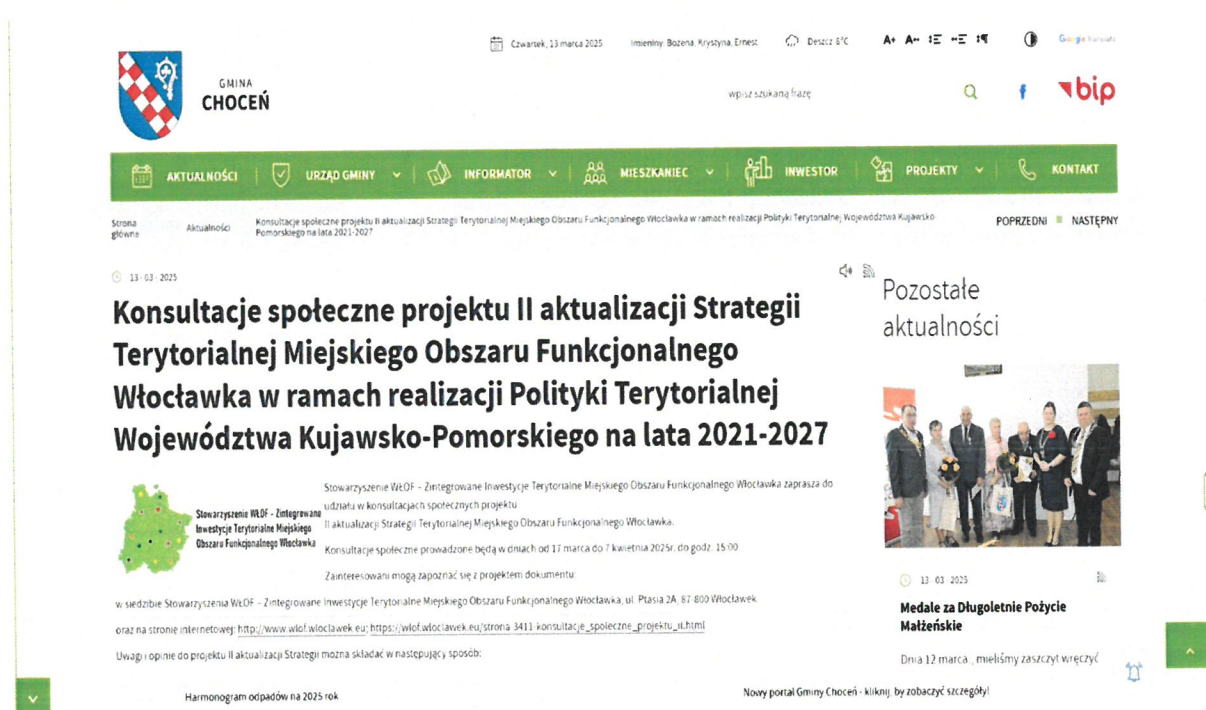 Czwartek, 13 marca 2025
Imieniny: Bożena, Krystyna, Ernest
Deszcz 8°C
A+ A-
Google Translate
GMINA
CHOCEŃ
wpisz szukaną frazę
f
bip
AKTUALNOŚCI
URZĄD GMINY
INFORMATOR
MIESZKANIEC
INWESTOR
PROJEKTY
KONTAKT
Strona
główna
Aktualności
Konsultacje społeczne projektu II aktualizacji Strategii Terytorialnej Miejskiego Obszaru Funkcjonalnego Włocławka w ramach realizacji Polityki Terytorialnej Województwa Kujawsko-
Pomorskiego na lata 2021-2027
POPRZEDNI
NASTĘPNY
13 - 03 - 2025
Konsultacje społeczne projektu II aktualizacji Strategii
Terytorialnej Miejskiego Obszaru Funkcjonalnego
Włocławka w ramach realizacji Polityki Terytorialnej
Województwa Kujawsko-Pomorskiego na lata 2021-2027
Stowarzyszenie WŁOF - Zintegrowane
Inwestycje Terytorialne Miejskiego
Obszaru Funkcjonalnego Włocławka
Stowarzyszenie WŁOF – Zintegrowane Inwestycje Terytorialne Miejskiego Obszaru Funkcjonalnego Włocławka zaprasza do
udziału w konsultacjach społecznych projektu
II aktualizacji Strategii Terytorialnej Miejskiego Obszaru Funkcjonalnego Włocławka.
Konsultacje społeczne prowadzone będą w dniach od 17 marca do 7 kwietnia 2025r. do godz. 15:00
Zainteresowani mogą zapoznać się z projektem dokumentu:
w siedzibie Stowarzyszenia WŁOF – Zintegrowane Inwestycje Terytorialne Miejskiego Obszaru Funkcjonalnego Włocławka, ul. Ptasia 2A, 87-800 Włocławek
oraz na stronie internetowej: http://www.wlof.wloclawek.eu; https://wlof.wloclawek.eu/strona-3411-konsultacje_spoleczne_projektu_ii.html
Uwagi i opinie do projektu II aktualizacji Strategii można składać w następujący sposób:
Pozostałe
aktualności
13 - 03 - 2025
Medale za Długoletnie Pożycie
Małżeńskie
Dnia 12 marca , mieliśmy zaszczyt wręczyć
Harmonogram odpadów na 2025 rok
Nowy portal Gminy Choceń - kliknij, by zobaczyć szczegóły!